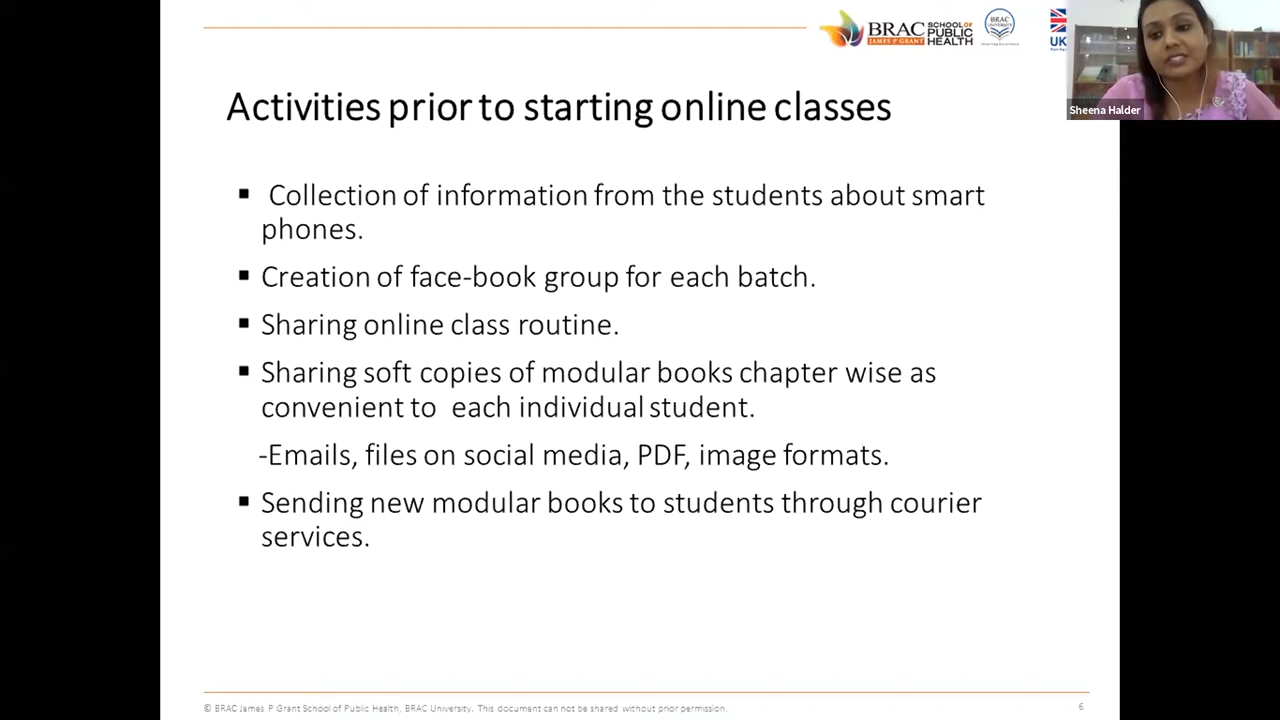 BRAC
JAMES P GRANT
SCHOOL OF
PUBLIC
HEALTH
BRAC
UNIVERSITY
UK
Sheena Halder
Activities prior to starting online classes
▪ Collection of information from the students about smart
phones.
▪ Creation of face-book group for each batch.
▪ Sharing online class routine.
▪ Sharing soft copies of modular books chapter wise as
convenient to each individual student.
-Emails, files on social media, PDF, image formats.
▪ Sending new modular books to students through courier
services.
© BRAC James P Grant School of Public Health, BRAC University. This document can not be shared without prior permission.
6